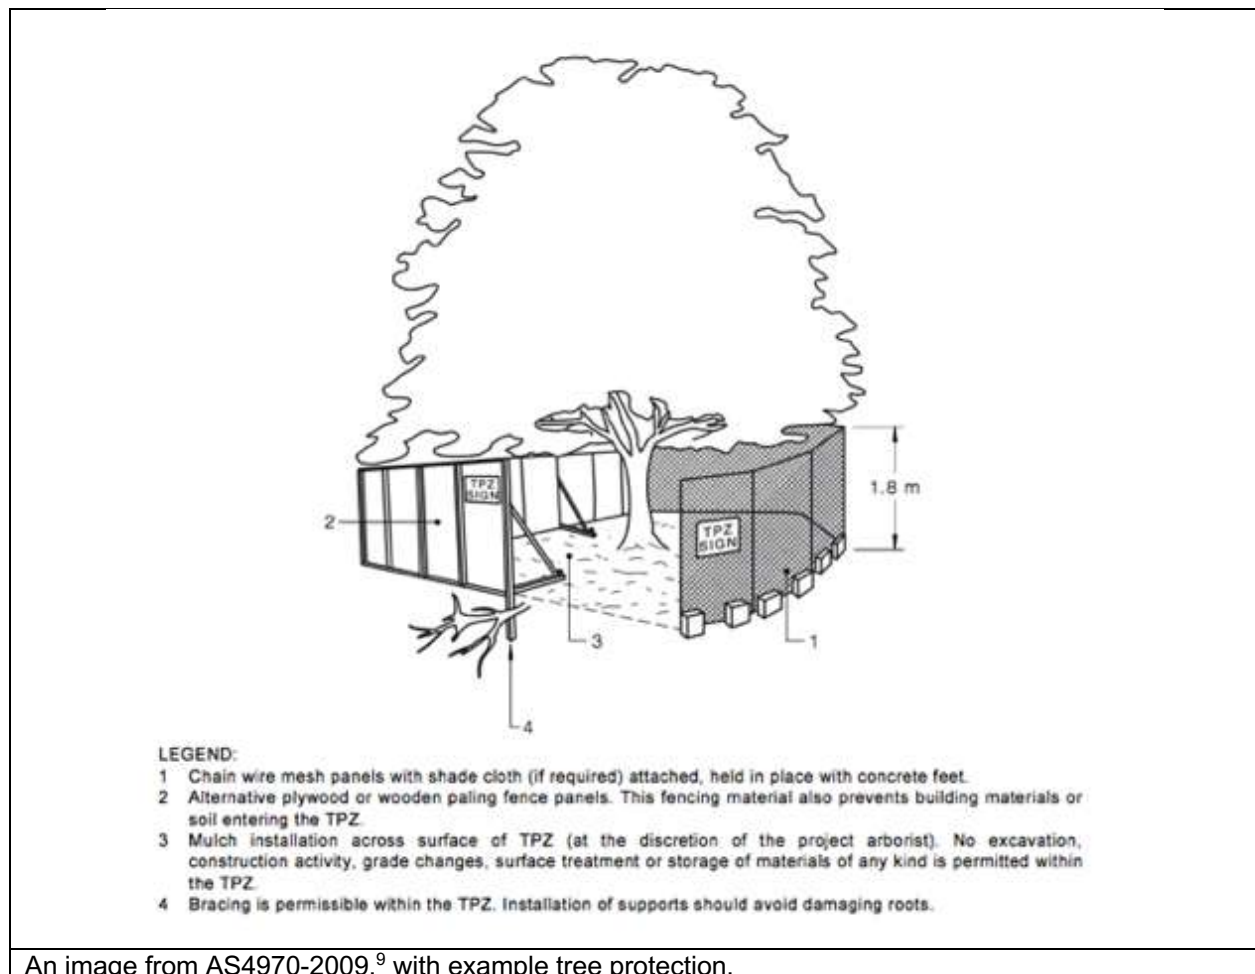 TPZ
SIGN
1.8 m
TPZ
SIGN
2
3
1
4
LEGEND:
1 Chain wire mesh panels with shade cloth (if required) attached, held in place with concrete feet.
2 Alternative plywood or wooden paling fence panels. This fencing material also prevents building materials or
soil entering the TPZ.
3 Mulch installation across surface of TPZ (at the discretion of the project arborist). No excavation,
construction activity, grade changes, surface treatment or storage of materials of any kind is permitted within
the TPZ.
4 Bracing is permissible within the TPZ. Installation of supports should avoid damaging roots.
An image from AS4970-2009,⁹ with example tree protection.